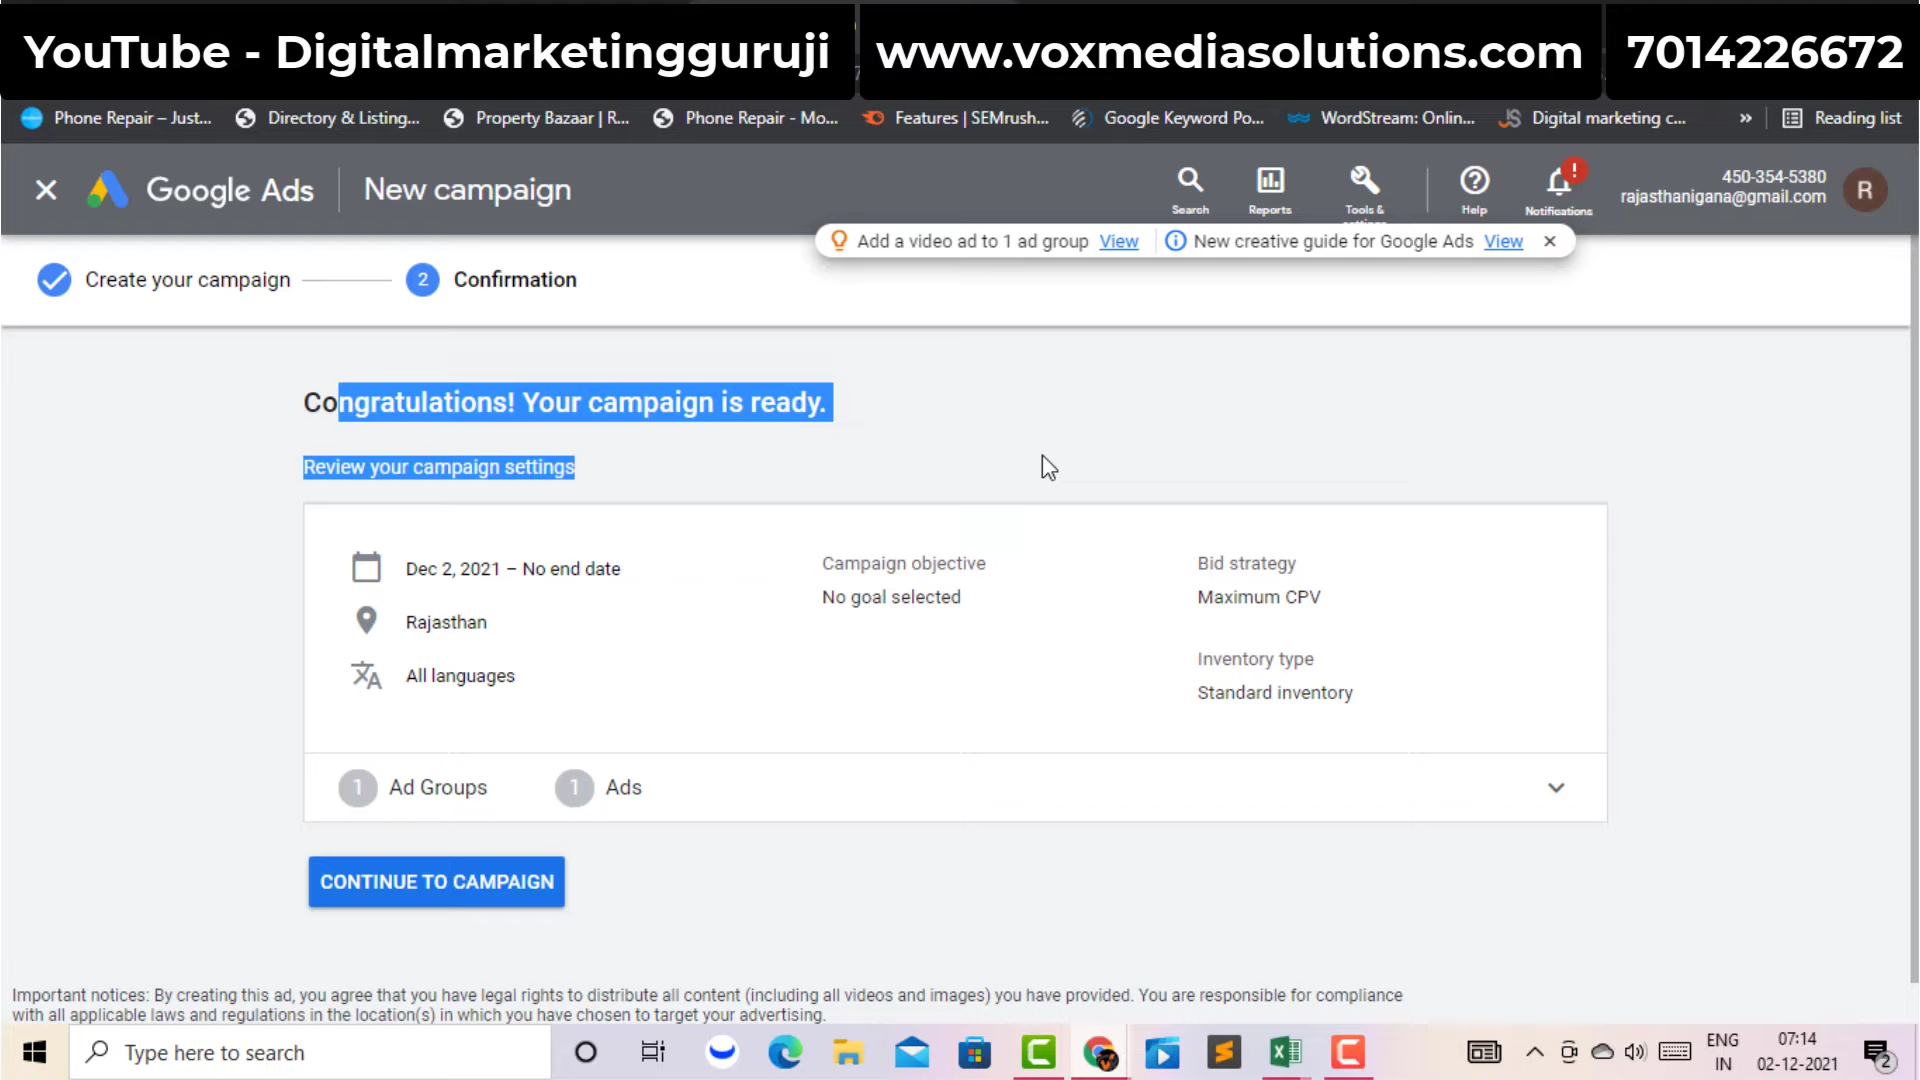 YouTube - Digitalmarketingguruji
www.voxmediasolutions.com
7014226672
Phone Repair – Just...
Directory & Listing...
Property Bazaar | R...
Phone Repair - Mo...
Features | SEMrush...
Google Keyword Po...
WordStream: Onlin...
Digital marketing c...
»
Reading list
Google Ads
New campaign
Search
Reports
Tools &
Help
Notifications
450-354-5380
rajasthanigana@gmail.com
R
Add a video ad to 1 ad group View
New creative guide for Google Ads View
Create your campaign
2 Confirmation
Congratulations! Your campaign is ready.
Review your campaign settings
Dec 2, 2021 – No end date
Rajasthan
All languages
Campaign objective
No goal selected
Bid strategy
Maximum CPV
Inventory type
Standard inventory
1 Ad Groups
1 Ads
CONTINUE TO CAMPAIGN
Important notices: By creating this ad, you agree that you have legal rights to distribute all content (including all videos and images) you have provided. You are responsible for compliance
with all applicable laws and regulations in the location(s) in which you have chosen to target your advertising.
Type here to search
ENG
IN
07:14
02-12-2021
2